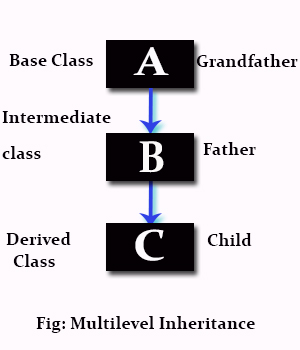 Base Class A Grandfather
Intermediate
class B Father
Derived
Class C Child
Fig: Multilevel Inheritance